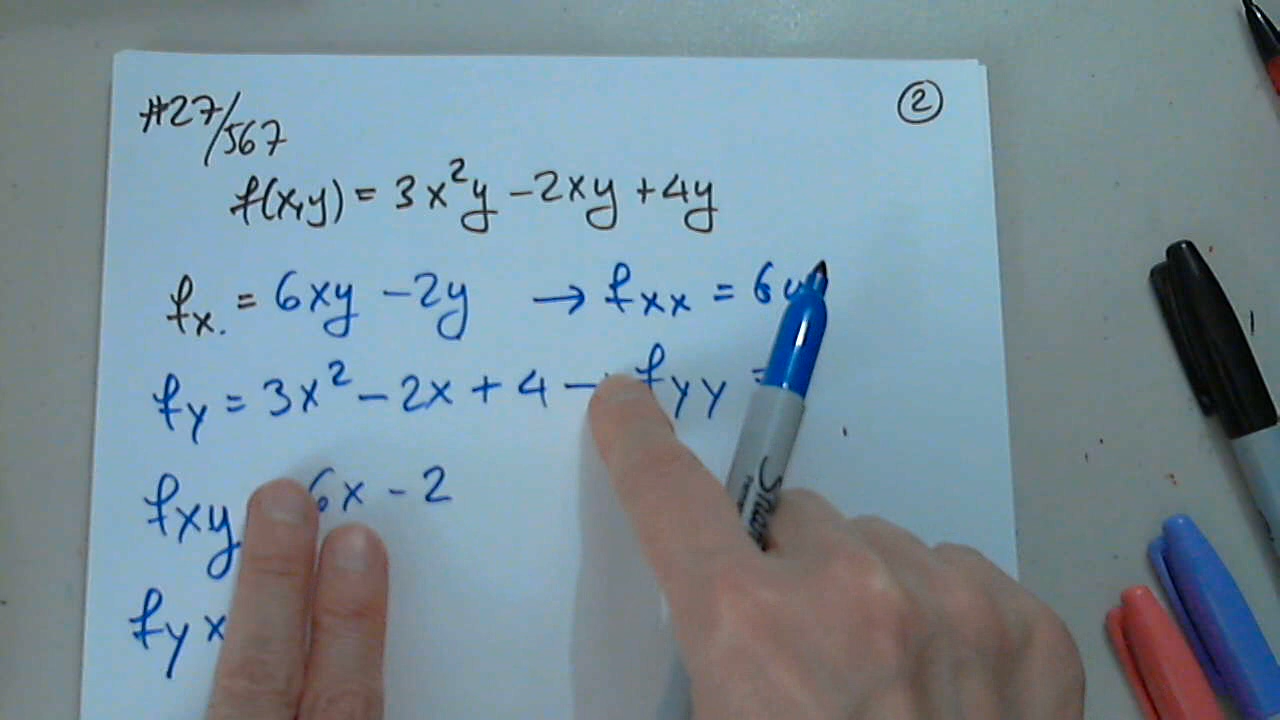 #27/567
②
f(x,y) = 3x²y - 2xy + 4y
fx. = 6xy - 2y → fxx = 6y
fy = 3x² - 2x + 4 → fyy =
fxy 6x - 2
fyx